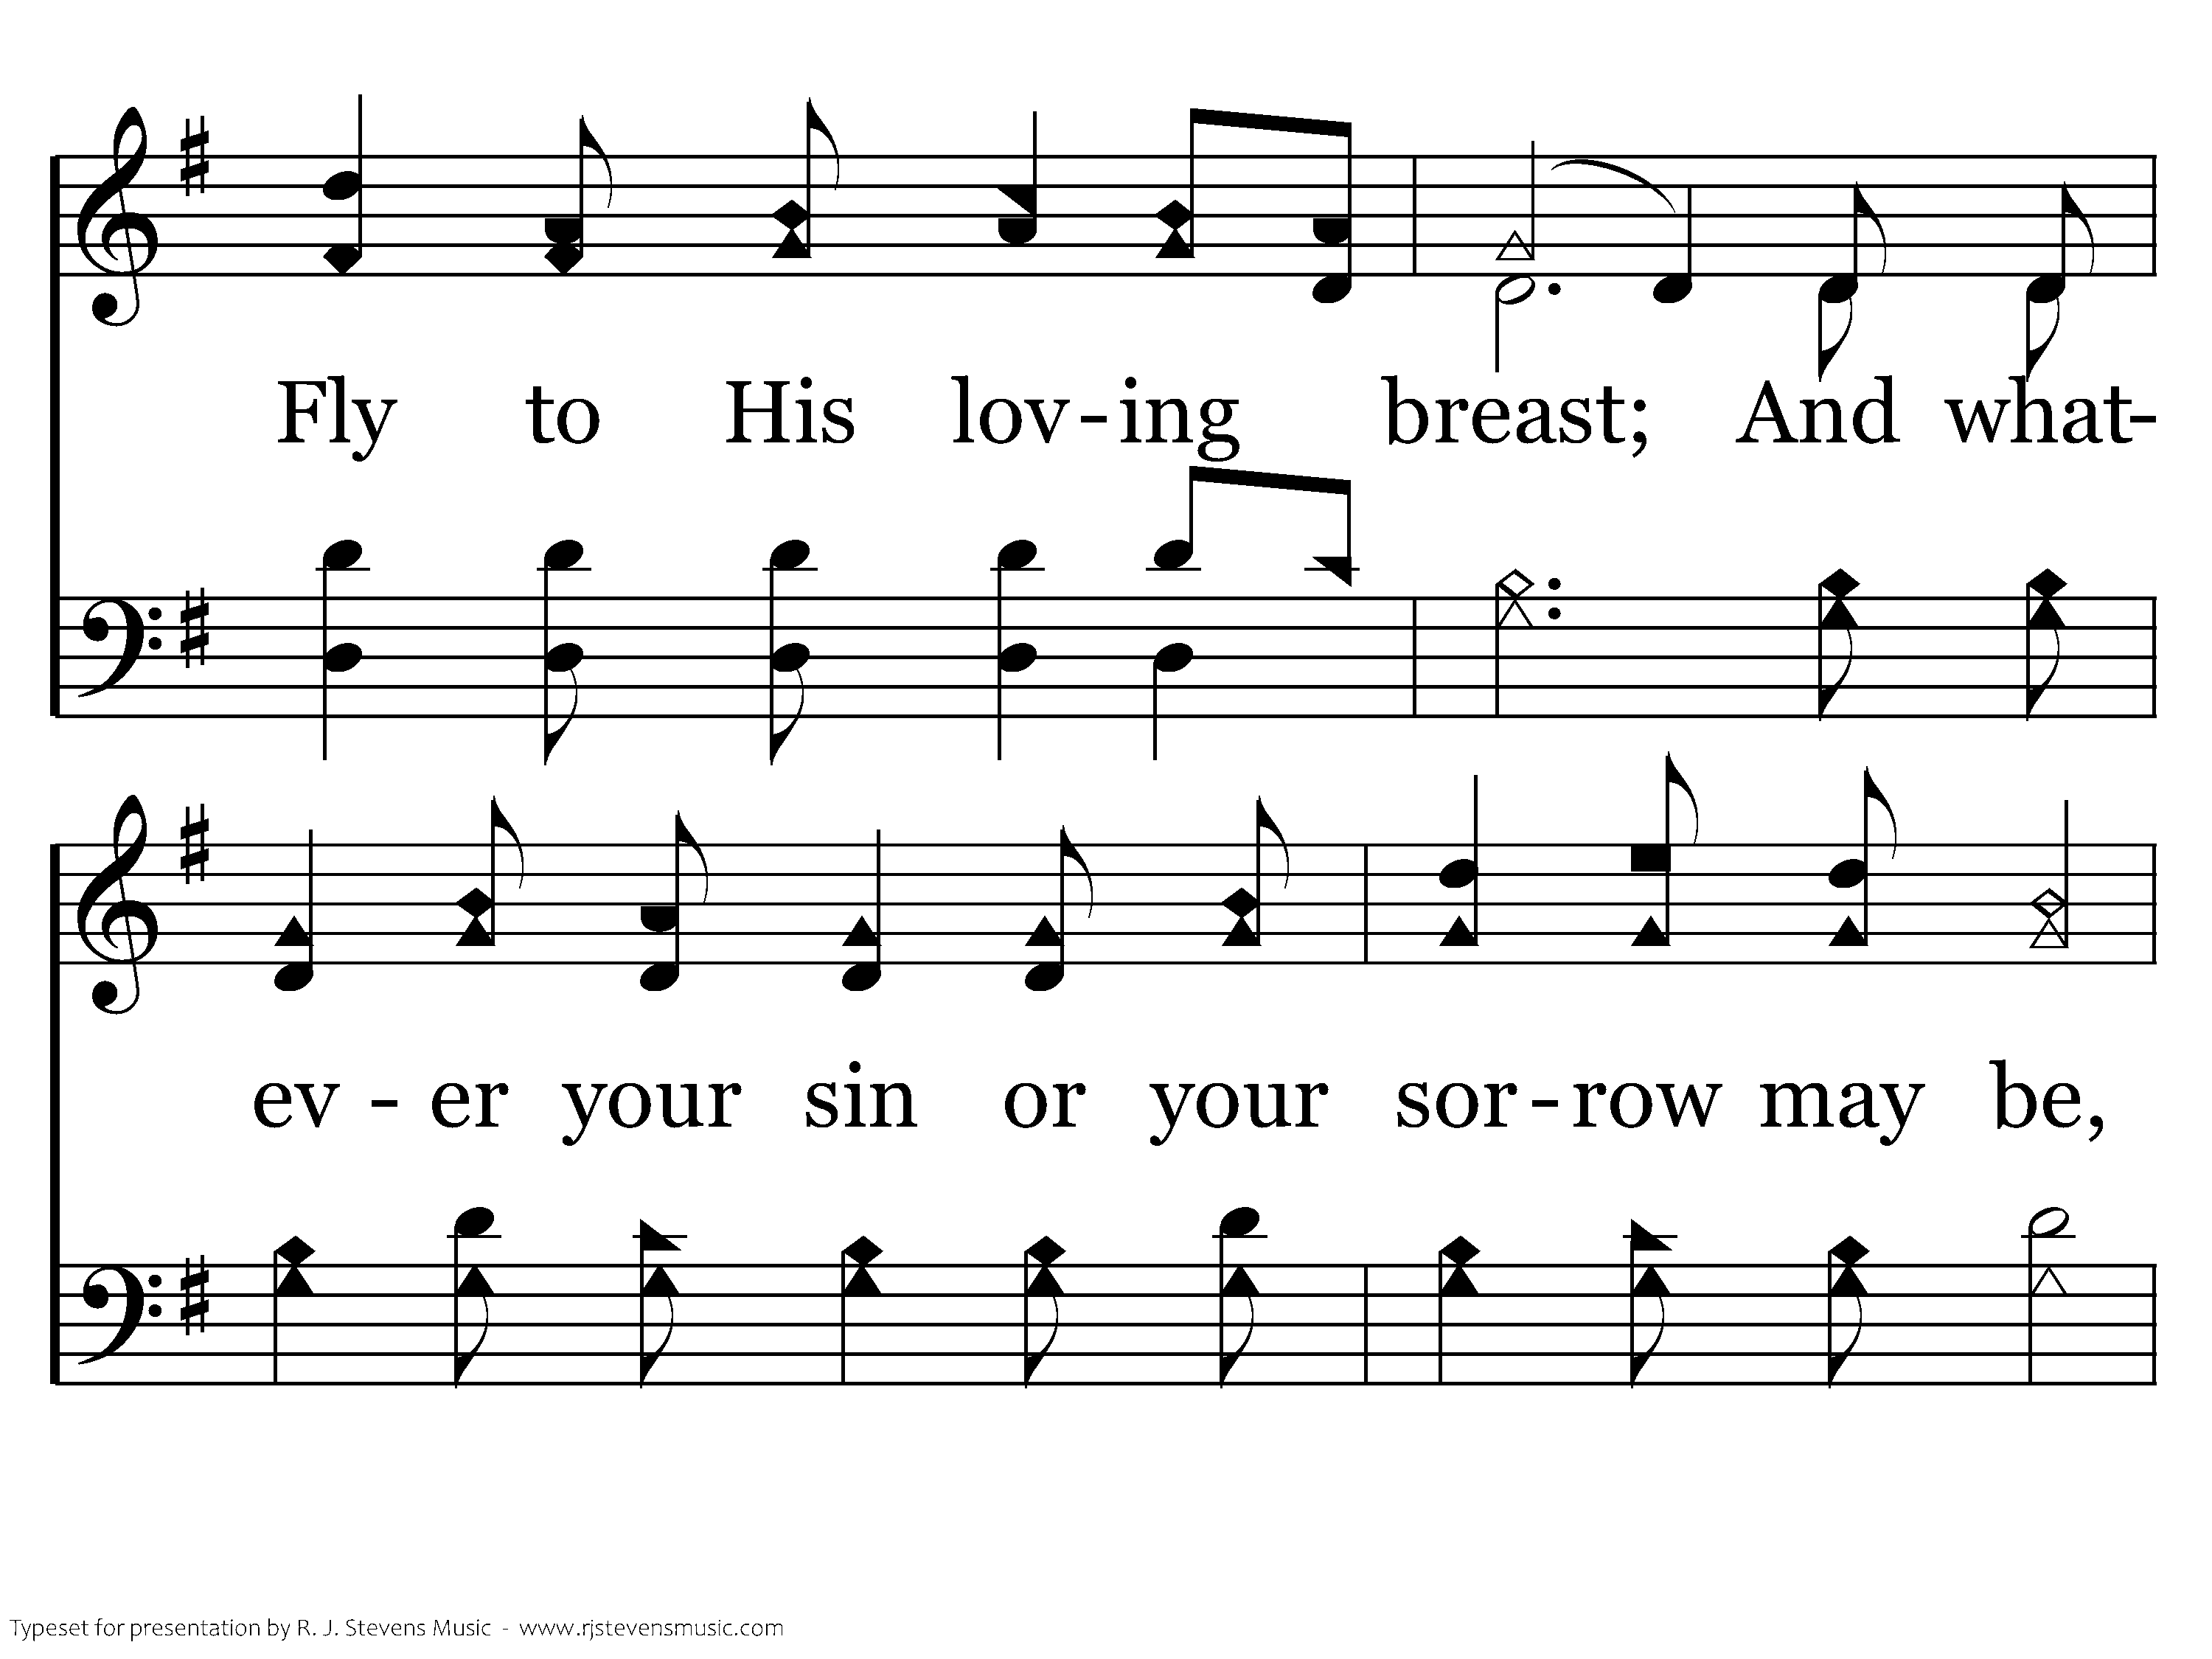 Fly to His lov-ing breast; And what-
ev - er your sin or your sor-row may be,
Typeset for presentation by R. J. Stevens Music - www.rjstevensmusic.com